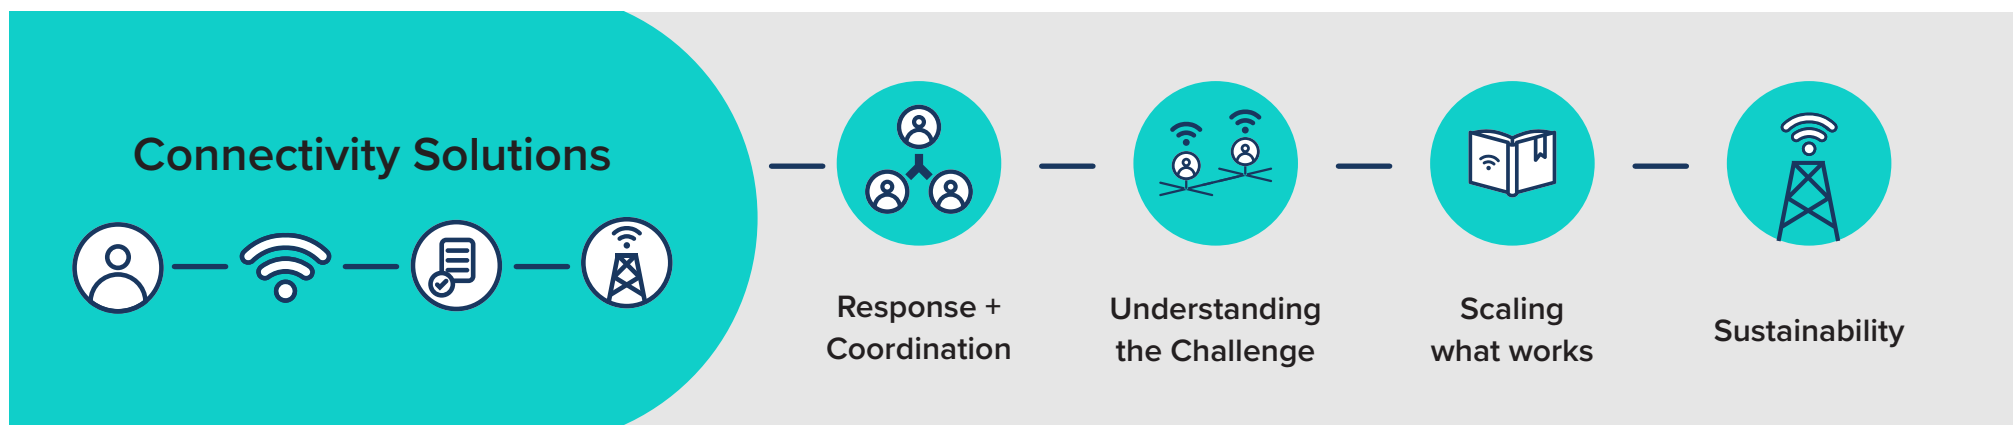 Connectivity Solutions
Response +
Coordination
Understanding
the Challenge
Scaling
what works
Sustainability